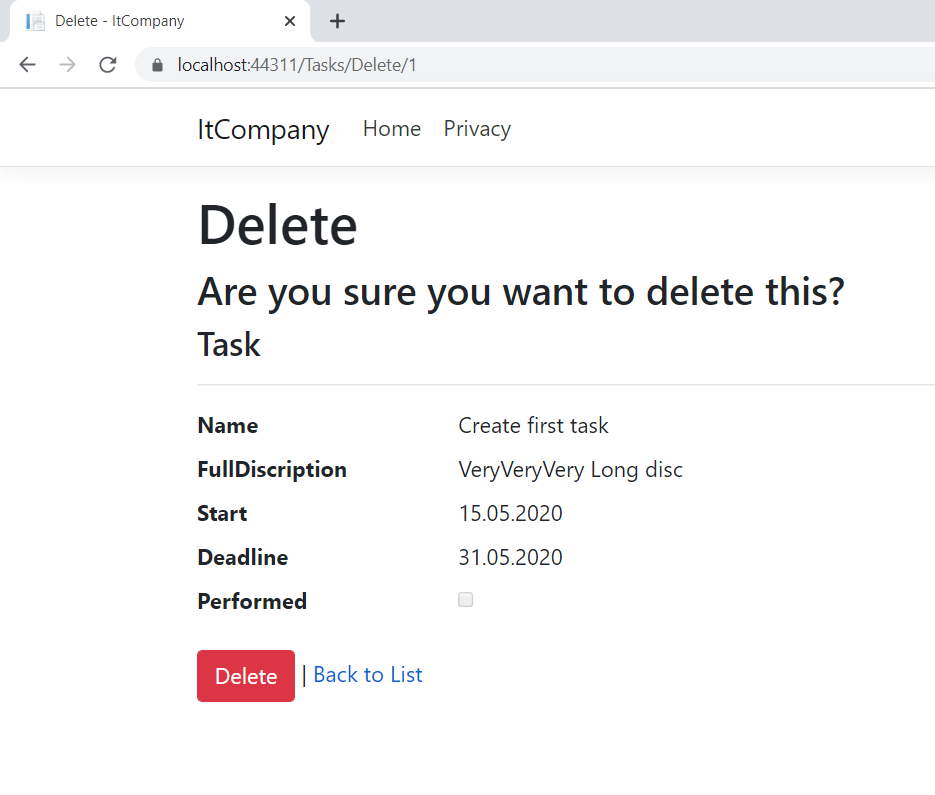 Delete - ItCompany
localhost:44311/Tasks/Delete/1
ItCompany Home Privacy
Delete
Are you sure you want to delete this?
Task
Name Create first task
FullDiscription VeryVeryVery Long disc
Start 15.05.2020
Deadline 31.05.2020
Performed
Delete | Back to List